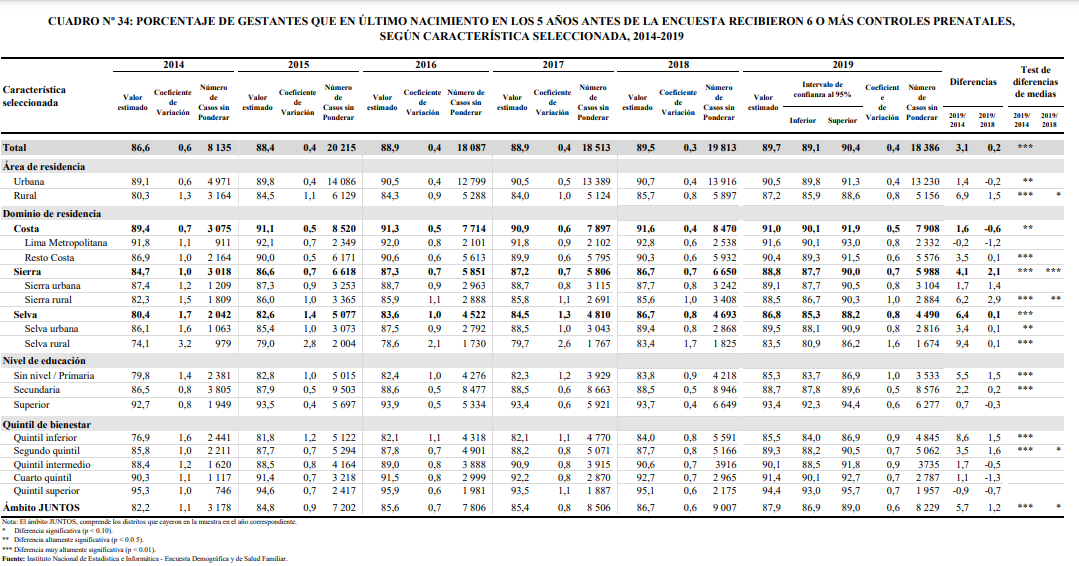 CUADRO Nº 34: PORCENTAJE DE GESTANTES QUE EN ÚLTIMO NACIMIENTO EN LOS 5 AÑOS ANTES DE LA ENCUESTA RECIBIERON 6 O MÁS CONTROLES PRENATALES,
SEGÚN CARACTERÍSTICA SELECCIONADA, 2014-2019
Característica seleccionada 2014 2015 2016 2017 2018 2019 Diferencias Test de diferencias de medias
Valor estimado Coeficiente de Variación Número de Casos sin Ponderar Valor estimado Coeficiente de Variación Número de Casos sin Ponderar Valor estimado Coeficiente de Variación Número de Casos sin Ponderar Valor estimado Coeficiente de Variación Número de Casos sin Ponderar Valor estimado Coeficiente de Variación Número de Casos sin Ponderar Valor estimado Intervalo de confianza al 95% Inferior Superior Coeficient e de Variación Número de Casos sin Ponderar 2019/ 2014 2019/ 2018 2019/ 2014 2019/ 2018
Total 86,6 0,6 8 135 88,4 0,4 20 215 88,9 0,4 18 087 88,9 0,4 18 513 89,5 0,3 19 813 89,7 89,1 90,4 0,4 18 386 3,1 0,2 ***
Área de residencia
Urbana 89,1 0,6 4 971 89,8 0,4 14 086 90,5 0,4 12 799 90,5 0,5 13 389 90,7 0,4 13 916 90,5 89,8 91,3 0,4 13 230 1,4 -0,2 **
Rural 80,3 1,3 3 164 84,5 1,1 6 129 84,3 0,9 5 288 84,0 1,0 5 124 85,7 0,8 5 897 87,2 85,9 88,6 0,8 5 156 6,9 1,5 *** *
Dominio de residencia
Costa 89,4 0,7 3 075 91,1 0,5 8 520 91,3 0,5 7 714 90,9 0,6 7 897 91,6 0,4 8 470 91,0 90,1 91,9 0,5 7 908 1,6 -0,6 **
Lima Metropolitana 91,8 1,1 911 92,1 0,7 2 349 92,0 0,8 2 101 91,8 0,9 2 102 92,8 0,6 2 538 91,6 90,1 93,0 0,8 2 332 -0,2 -1,2
Resto Costa 86,9 1,0 2 164 90,0 0,5 6 171 90,6 0,6 5 613 89,9 0,6 5 795 90,3 0,6 5 932 90,4 89,3 91,5 0,6 5 576 3,5 0,1 ***
Sierra 84,7 1,0 3 018 86,6 0,7 6 618 87,3 0,7 5 851 87,2 0,7 5 806 86,7 0,7 6 650 88,8 87,7 90,0 0,7 5 988 4,1 2,1 *** ***
Sierra urbana 87,4 1,2 1 209 87,3 0,9 3 253 88,7 0,9 2 963 88,7 0,8 3 115 87,7 0,8 3 242 89,1 87,7 90,5 0,8 3 104 1,7 1,4
Sierra rural 82,3 1,5 1 809 86,0 1,0 3 365 85,9 1,1 2 888 85,8 1,1 2 691 85,6 1,0 3 408 88,5 86,7 90,3 1,0 2 884 6,2 2,9 *** **
Selva 80,4 1,7 2 042 82,6 1,4 5 077 83,6 1,0 4 522 84,5 1,3 4 810 86,7 0,8 4 693 86,8 85,3 88,2 0,8 4 490 6,4 0,1 ***
Selva urbana 86,1 1,6 1 063 85,4 1,0 3 073 87,5 0,9 2 792 88,5 1,0 3 043 89,4 0,8 2 868 89,5 88,1 90,9 0,8 2 816 3,4 0,1 **
Selva rural 74,1 3,2 979 79,0 2,8 2 004 78,6 2,1 1 730 79,7 2,6 1 767 83,4 1,7 1 825 83,5 80,9 86,2 1,6 1 674 9,4 0,1 ***
Nivel de educación
Sin nivel / Primaria 79,8 1,4 2 381 82,8 1,0 5 015 82,4 1,0 4 276 82,3 1,2 3 929 83,8 0,9 4 218 85,3 83,7 86,9 1,0 3 533 5,5 1,5 ***
Secundaria 86,5 0,8 3 805 87,9 0,5 9 503 88,6 0,5 8 477 88,5 0,6 8 663 88,5 0,5 8 946 88,7 87,8 89,6 0,5 8 576 2,2 0,2 ***
Superior 92,7 0,8 1 949 93,5 0,4 5 697 93,9 0,5 5 334 93,4 0,6 5 921 93,7 0,4 6 649 93,4 92,3 94,4 0,6 6 277 0,7 -0,3
Quintil de bienestar
Quintil inferior 76,9 1,6 2 441 81,8 1,2 5 122 82,1 1,1 4 318 82,1 1,1 4 770 84,0 0,8 5 591 85,5 84,0 86,9 0,9 4 845 8,6 1,5 ***
Segundo quintil 85,8 1,0 2 211 87,7 0,7 5 294 87,8 0,7 4 901 88,2 0,8 5 071 87,7 0,8 5 166 89,3 88,2 90,5 0,7 5 062 3,5 1,6 *** *
Quintil intermedio 88,4 1,2 1 620 88,5 0,8 4 164 89,0 0,8 3 888 90,9 0,8 3 915 90,6 0,7 3916 90,1 88,5 91,8 0,9 3735 1,7 -0,5
Cuarto quintil 90,3 1,1 1 117 91,4 0,7 3 218 91,5 0,8 2 999 92,2 0,8 2 870 92,7 0,7 2 965 91,4 90,1 92,7 0,7 2 787 1,1 -1,3
Quintil superior 95,3 1,0 746 94,6 0,7 2 417 95,9 0,6 1 981 93,5 1,1 1 887 95,1 0,6 2 175 94,4 93,0 95,7 0,7 1 957 -0,9 -0,7
Ámbito JUNTOS 82,2 1,1 3 178 84,8 0,9 7 202 85,6 0,7 7 806 85,4 0,8 8 506 86,6 0,7 9 007 87,9 86,9 89,0 0,6 8 229 5,7 1,2 *** *
Nota: El ámbito JUNTOS, comprende los distritos que cayeron en la muestra en el año correspondiente.
* Diferencia significativa (p < 0.10).
** Diferencia altamente significativa (p < 0.0 5).
*** Diferencia muy altamente significativa (p < 0.01).
Fuente: Instituto Nacional de Estadística e Informática - Encuesta Demográfica y de Salud Familiar.